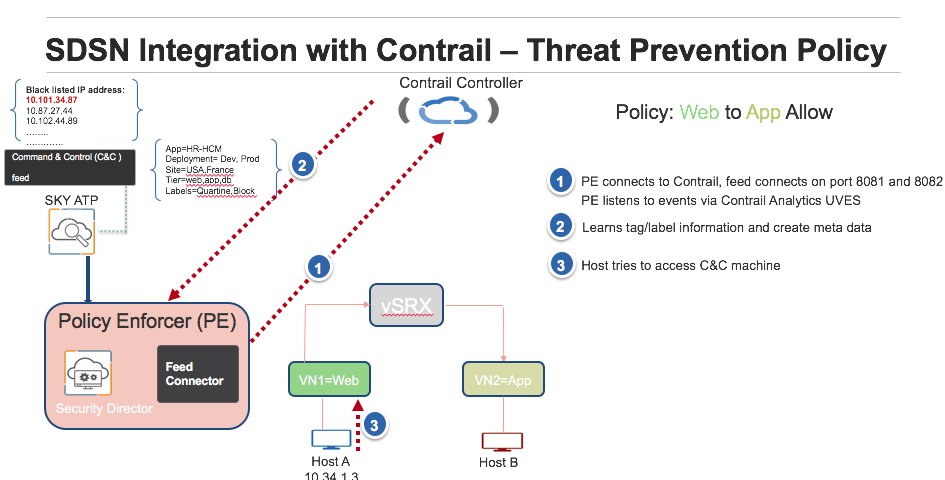 SDSN Integration with Contrail – Threat Prevention Policy
Black listed IP address:
10.101.34.87
10.87.27.44
10.102.44.89
........
.............
Command & Control (C&C )
feed
SKY ATP
App=HR-HCM
Deployment= Dev, Prod
Site=USA,France
Tier=web,app,db
Labels=Quartine,Block
Contrail Controller
2
1
Policy Enforcer (PE)
Security Director
Feed
Connector
vSRX
VN1=Web
VN2=App
3
Host A
10.34.1.3
Host B
Policy: Web to App Allow
1 PE connects to Contrail, feed connects on port 8081 and 8082
PE listens to events via Contrail Analytics UVES
2 Learns tag/label information and create meta data
3 Host tries to access C&C machine